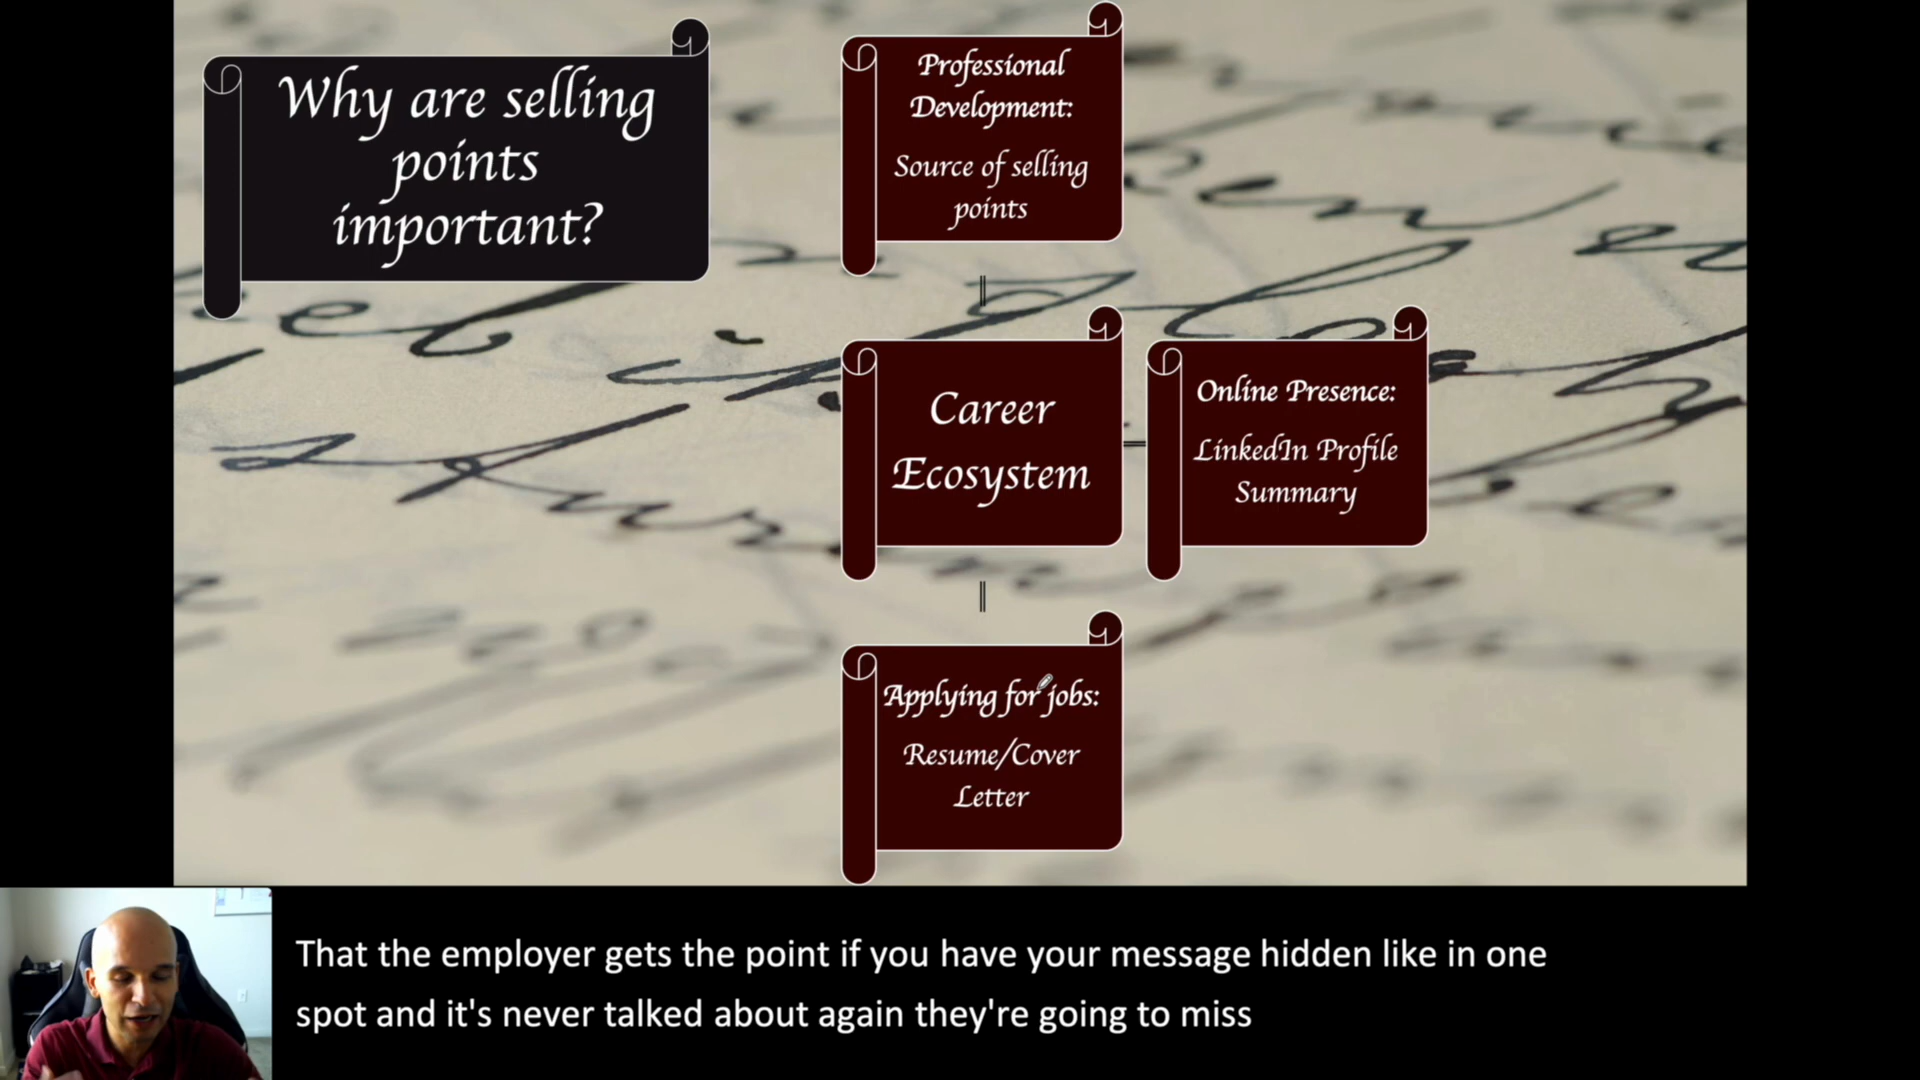 Why are selling
points
important?
Professional
Development:
Source of selling
points
Career
Ecosystem
Online Presence:
LinkedIn Profile
Summary
Applying for jobs:
Resume/Cover
Letter
That the employer gets the point if you have your message hidden like in one
spot and it's never talked about again they're going to miss